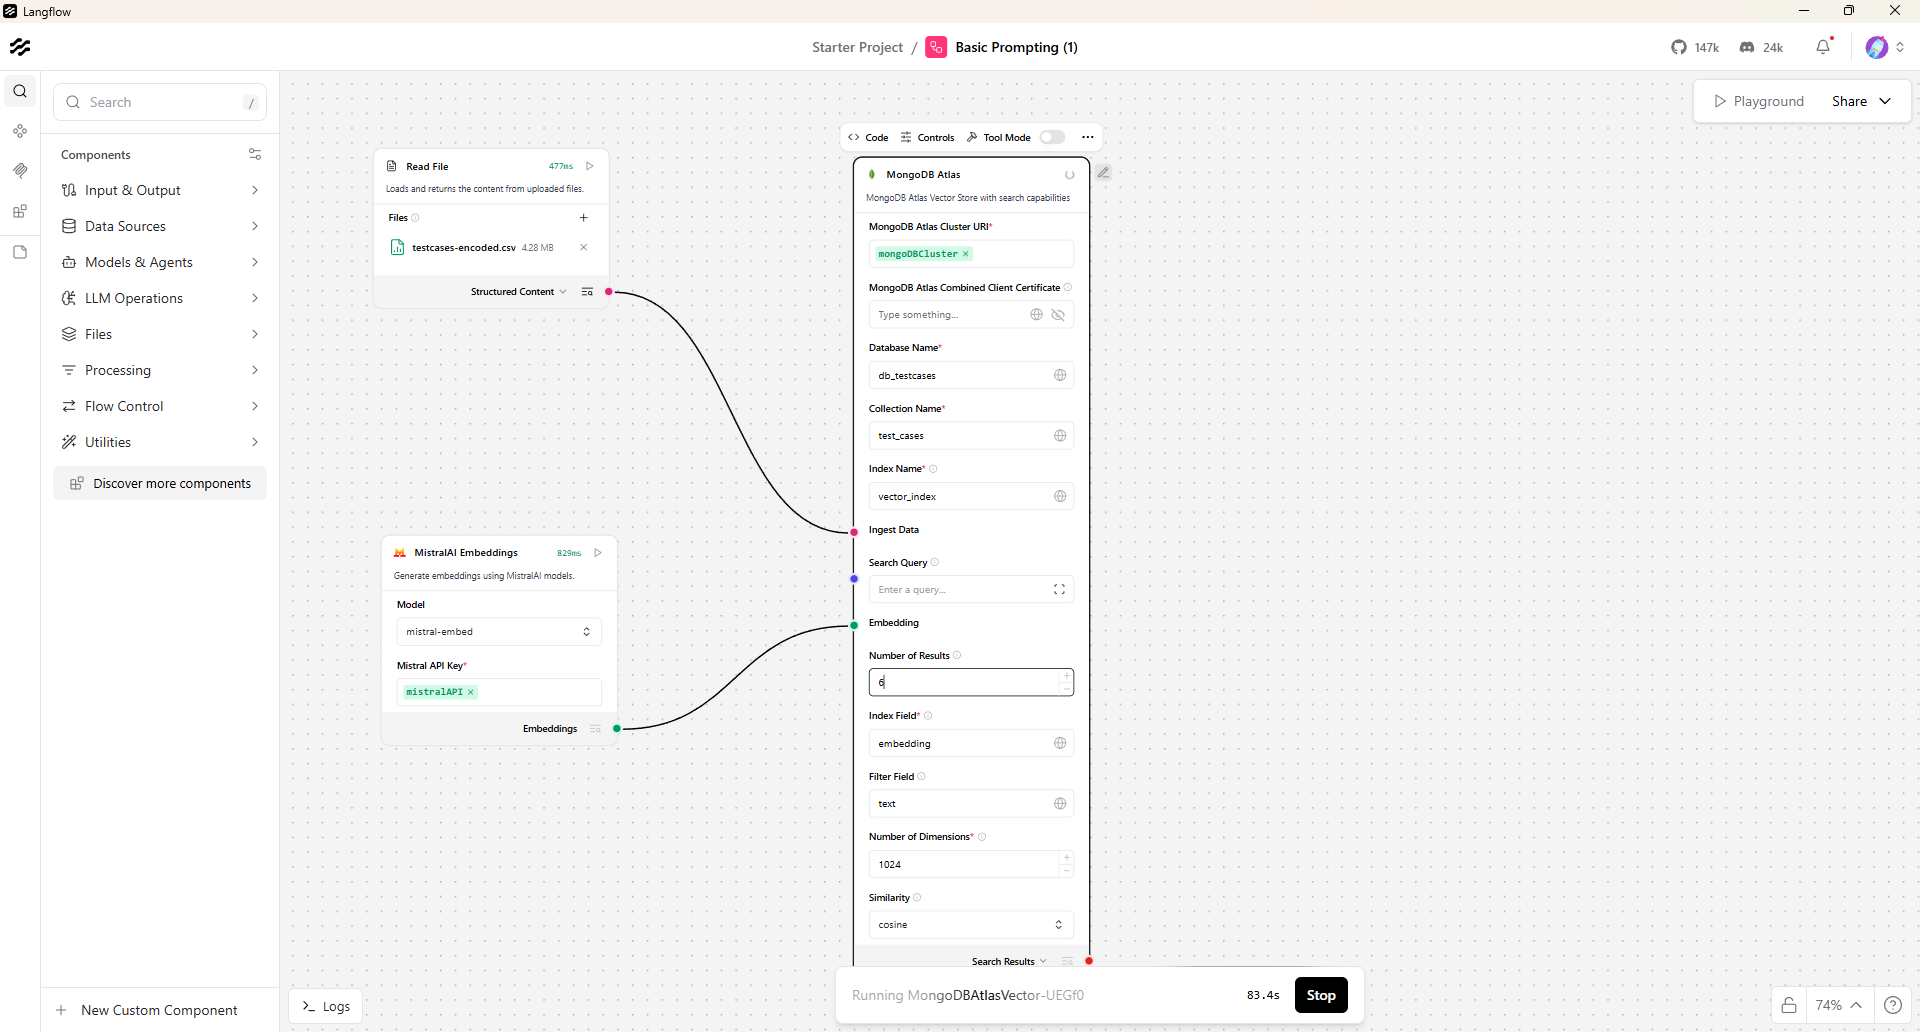 Langflow
Starter Project / Basic Prompting (1)
147k
24k
Search /
Playground
Share
Components
Input & Output
Data Sources
Models & Agents
LLM Operations
Files
Processing
Flow Control
Utilities
Discover more components
New Custom Component
Read File 477ms
Loads and returns the content from uploaded files.
Files
testcases-encoded.csv 4.28 MB
Structured Content
MistralAI Embeddings 829ms
Generate embeddings using MistralAI models.
Model
mistral-embed
Mistral API Key*
mistralAPI ×
Embeddings
Code Controls Tool Mode
MongoDB Atlas
MongoDB Atlas Vector Store with search capabilities
MongoDB Atlas Cluster URI*
mongoDBCluster ×
MongoDB Atlas Combined Client Certificate
Type something...
Database Name*
db_testcases
Collection Name*
test_cases
Index Name*
vector_index
Ingest Data
Search Query
Enter a query...
Embedding
Number of Results
6
Index Field*
embedding
Filter Field
text
Number of Dimensions*
1024
Similarity
cosine
Search Results
Running MongoDBAtlasVector-UEGf0 83.4s Stop
Logs
74%